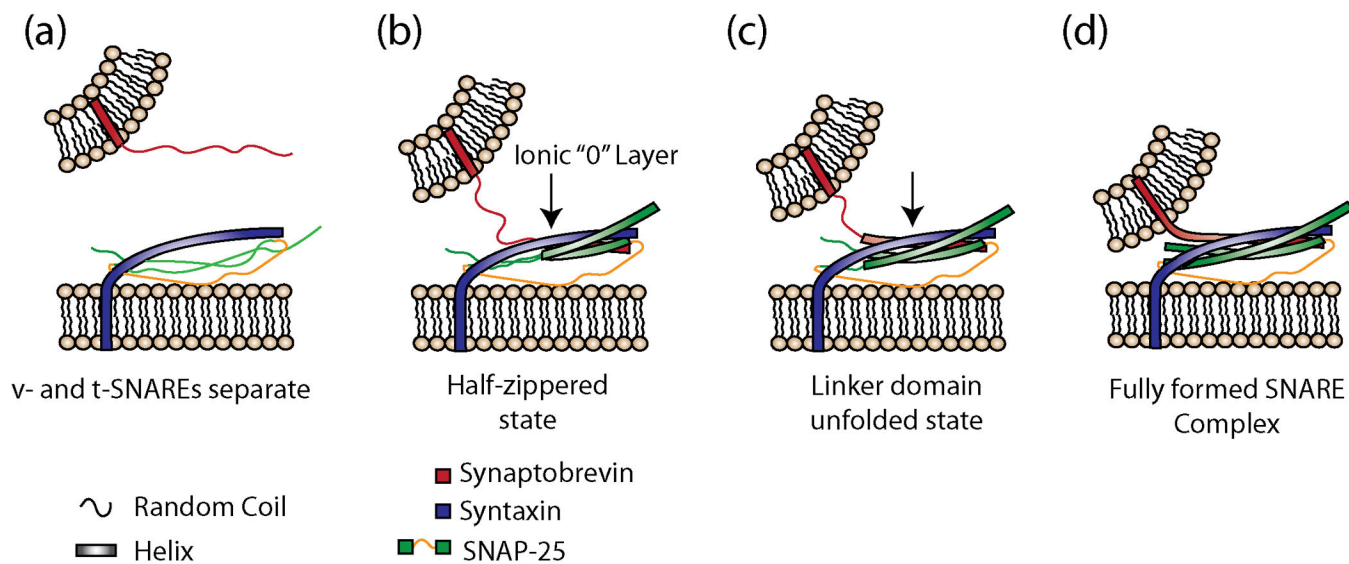 (a)
(b)
(c)
(d)
Ionic "0" Layer
v- and t-SNAREs separate
Half-zippered
state
Linker domain
unfolded state
Fully formed SNARE
Complex
Random Coil
Helix
Synaptobrevin
Syntaxin
SNAP-25